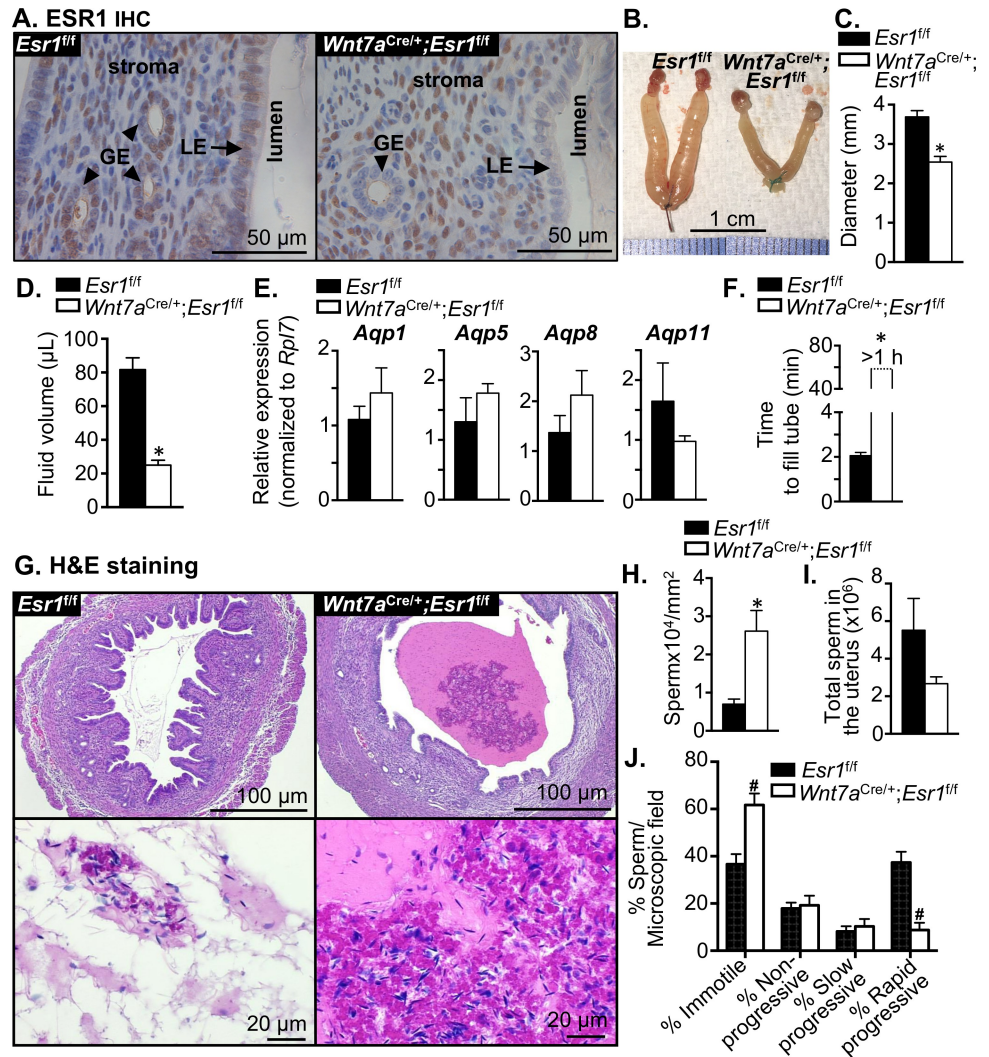 A. ESR1 IHC
Esr1f/f
Wnt7aCre/+;Esr1f/f
stroma
GE
LE
lumen
50 µm
stroma
GE
LE
lumen
50 µm
B.
Esr1f/f Wnt7aCre/+;
Esr1f/f
1 cm
C.
Esr1f/f
Wnt7aCre/+;
Esr1f/f
Diameter (mm)
4
3
2
1
0
*
D.
Esr1f/f
Wnt7aCre/+;Esr1f/f
Fluid volume (µL)
100
80
60
40
20
0
*
E.
Esr1f/f
Wnt7aCre/+;Esr1f/f
Relative expression
(normalized to Rpl7)
Aqp1
2
1
0
Aqp5
2
1
0
Aqp8
3
2
1
0
Aqp11
2
1
0
F.
Esr1f/f
Wnt7aCre/+;Esr1f/f
Time
to fill tube (min)
80
40
4
2
0
*
>1 h
G. H&E staining
Esr1f/f
Wnt7aCre/+;Esr1f/f
100 µm
100 µm
20 µm
20 µm
Esr1f/f
Wnt7aCre/+;Esr1f/f
H.
Spermx10⁴/mm²
4
3
2
1
0
*
I.
Total sperm in
the uterus (x10⁶)
8
6
4
2
0
J.
Esr1f/f
Wnt7aCre/+;Esr1f/f
% Sperm/
Microscopic field
80
60
40
20
0
#
#
% Immotile
% Non-
progressive
% Slow
progressive
% Rapid
progressive